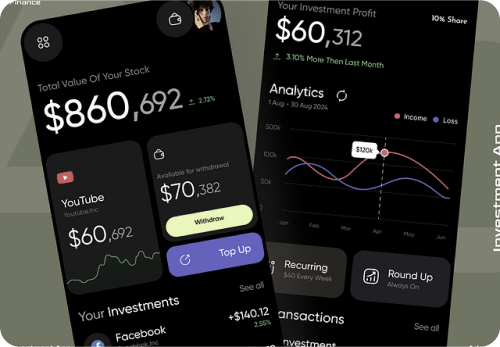 Finance
Total Value Of Your Stock
$860,692
2.72%
YouTube
Youtube.Inc
$60,692
Available for withdrawal
$70,382
Withdraw
Top Up
Your Investments
See all
Facebook
+$140.12
2.55%
Your Investment Profit
$60,312
10% Share
3.10% More Then Last Month
Analytics
1 Aug - 30 Aug 2024
Income
Loss
500k
100k
50k
0
$120k
Jan
Feb
Mar
Apr
May
Jun
Recurring
$40 Every Week
Round Up
Always On
ansactions
See all
Investment App